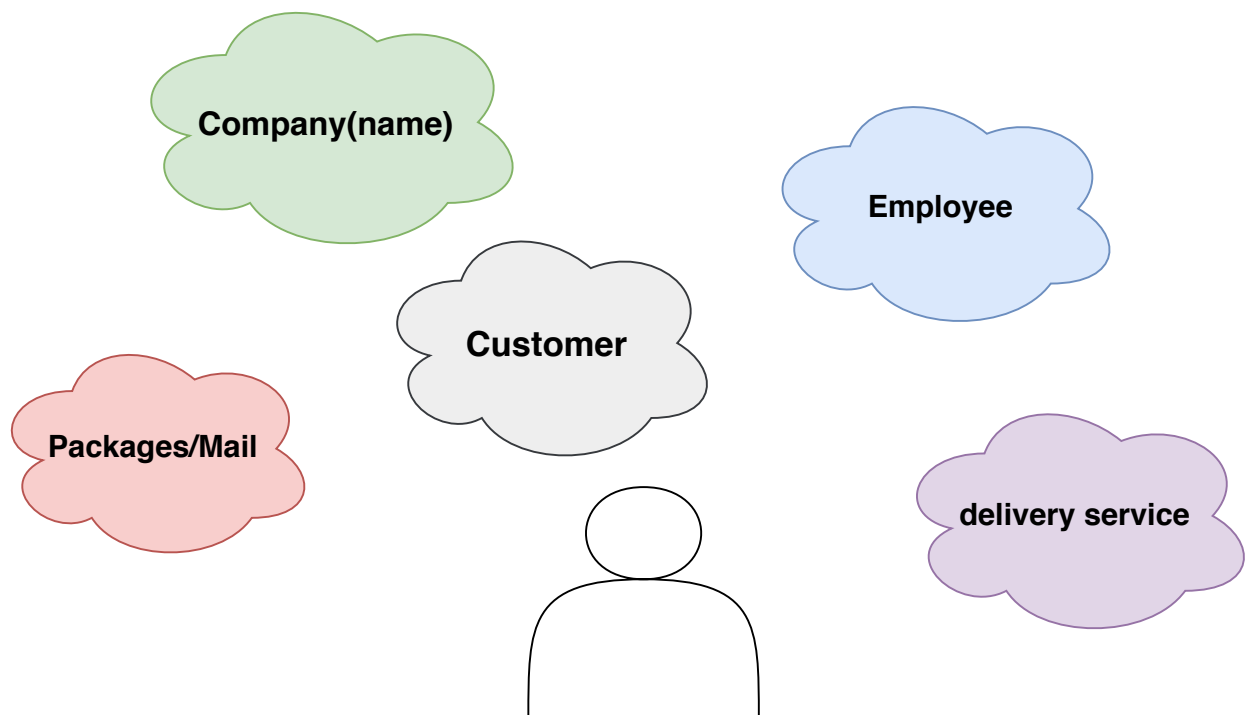 Company(name)
Employee
Customer
Packages/Mail
delivery service